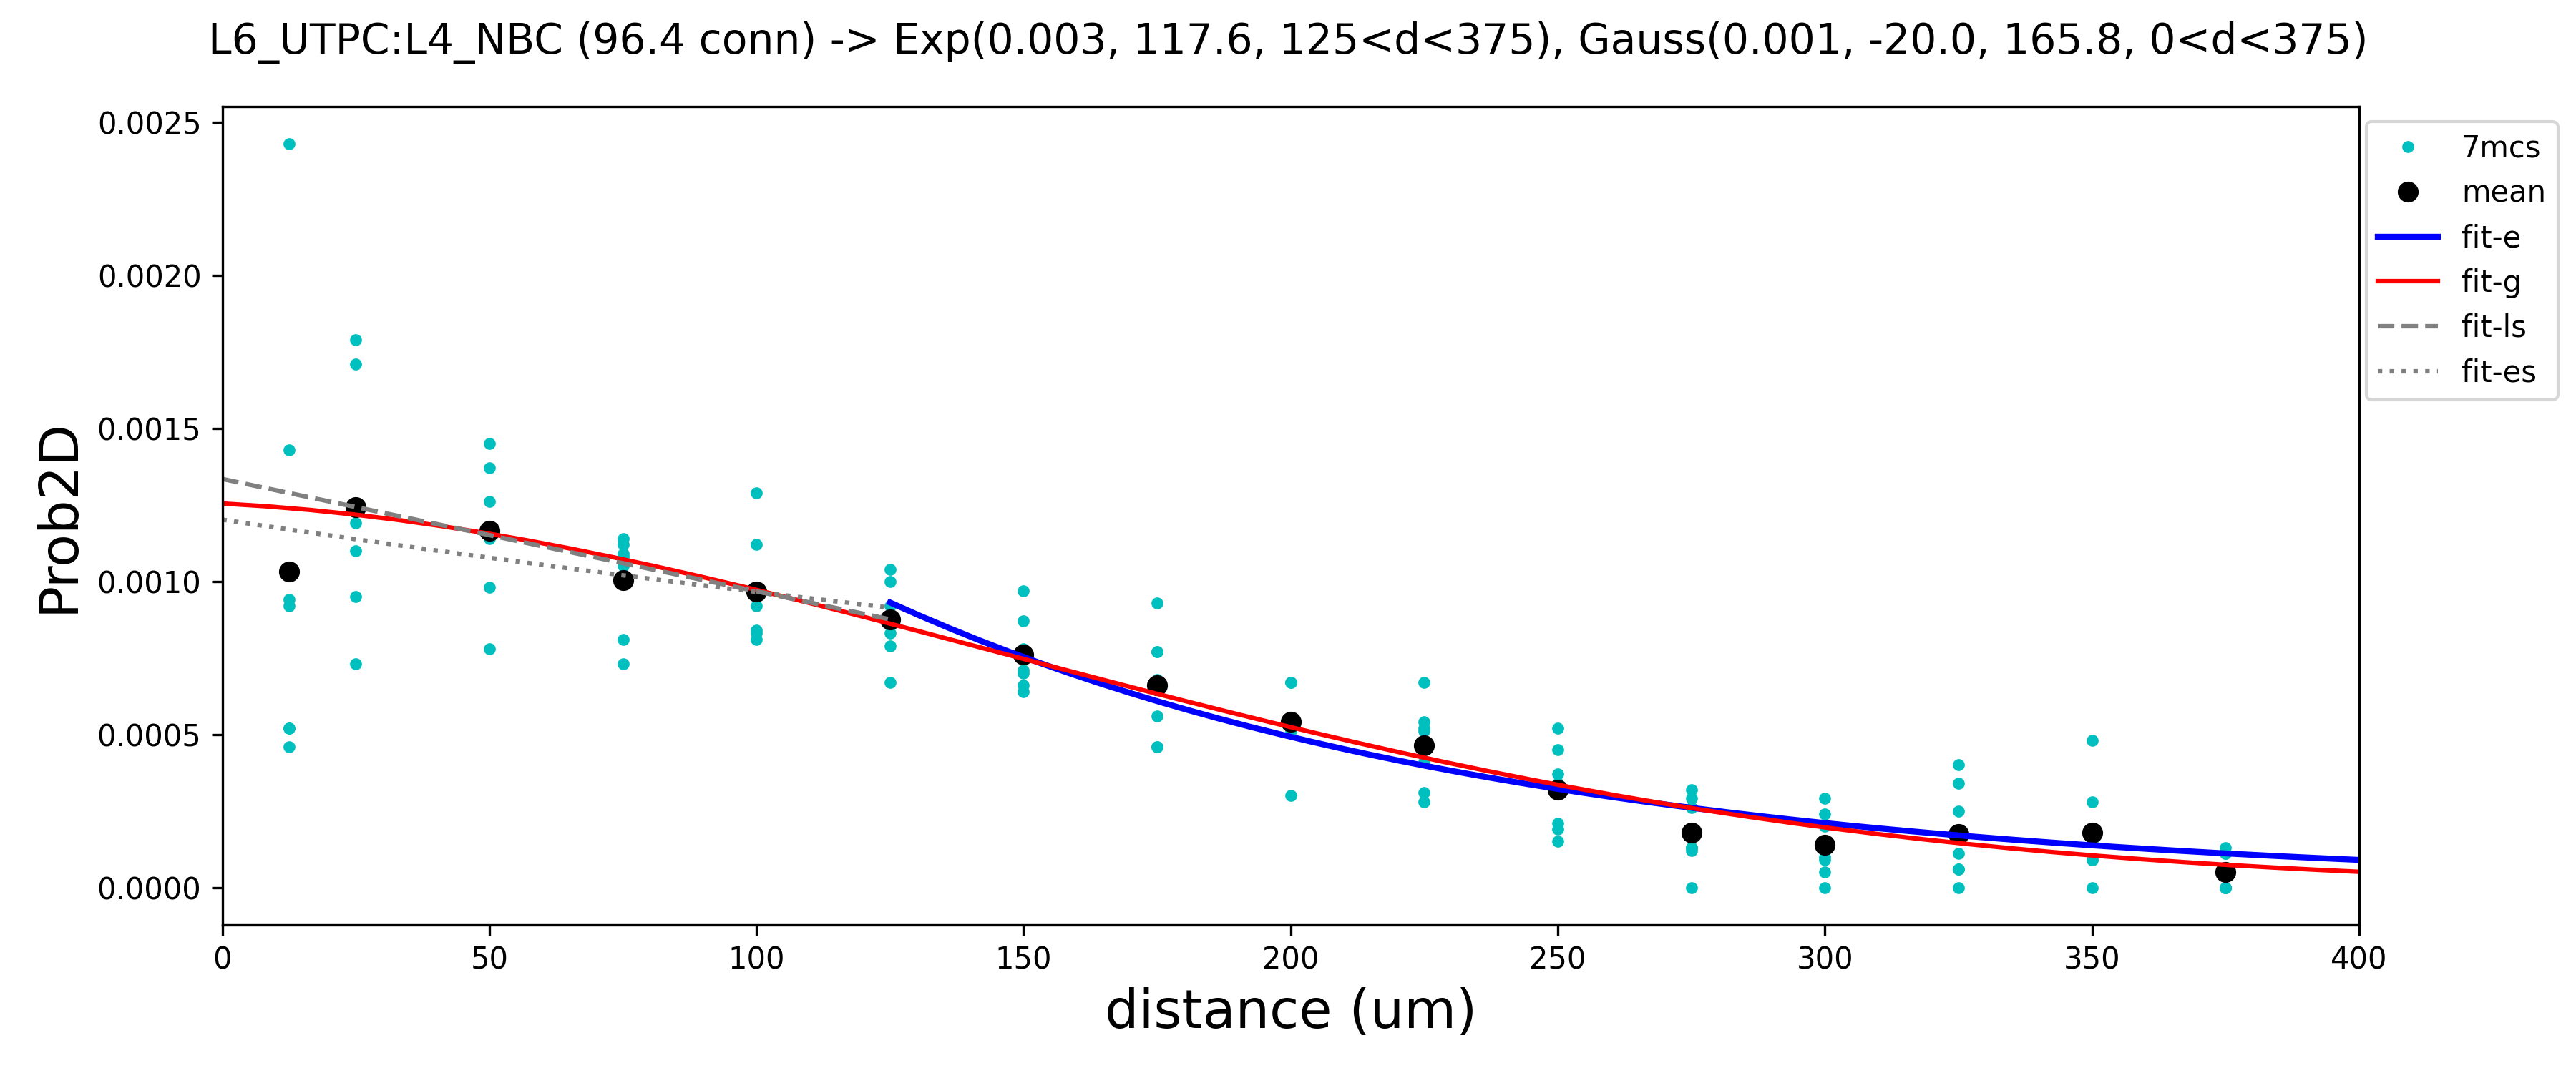 L6_UTPC:L4_NBC (96.4 conn) -> Exp(0.003, 117.6, 125<d<375), Gauss(0.001, -20.0, 165.8, 0<d<375)
0.0025
0.0020
0.0015
0.0010
0.0005
0.0000
Prob2D
0 50 100 150 200 250 300 350 400
distance (um)
7mcs
mean
fit-e
fit-g
fit-ls
fit-es